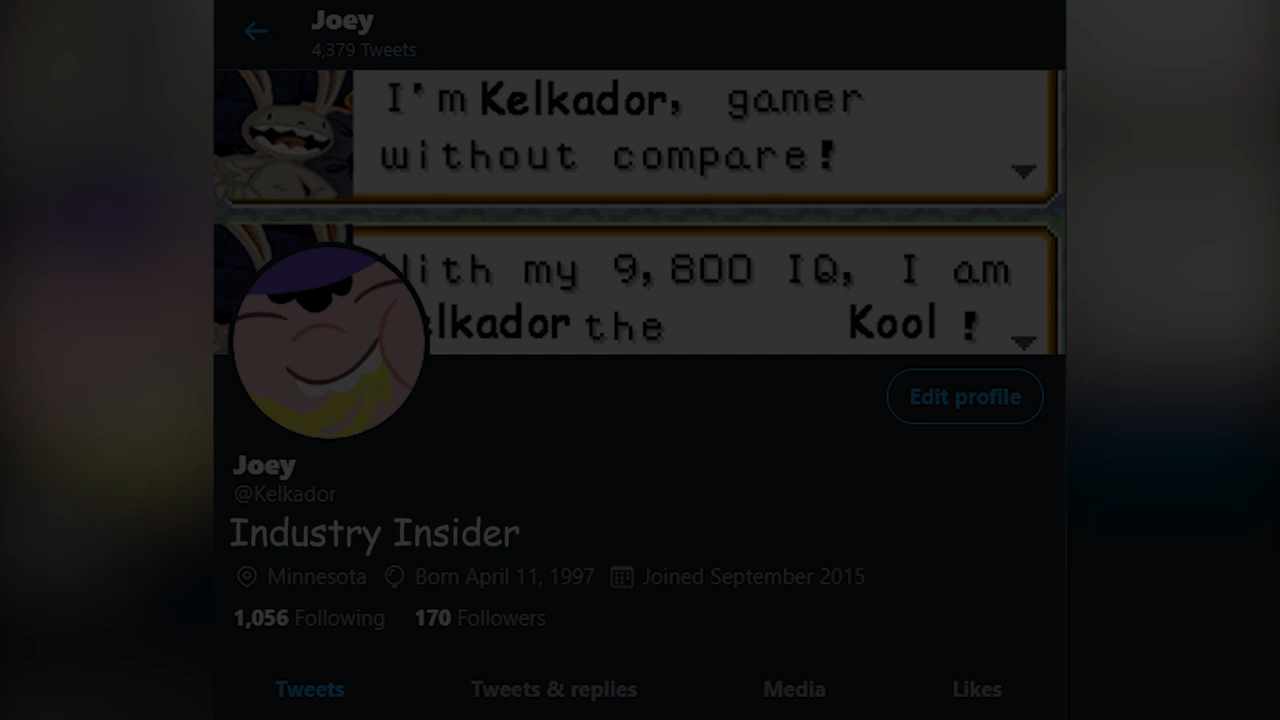 Joey
4,379 Tweets
I'm Kelkador, gamer
without compare!
With my 9,800 IQ, I am
lkador the Kool !
Edit profile
Joey
@Kelkador
Industry Insider
Minnesota Born April 11, 1997 Joined September 2015
1,056 Following 170 Followers
Tweets Tweets & replies Media Likes